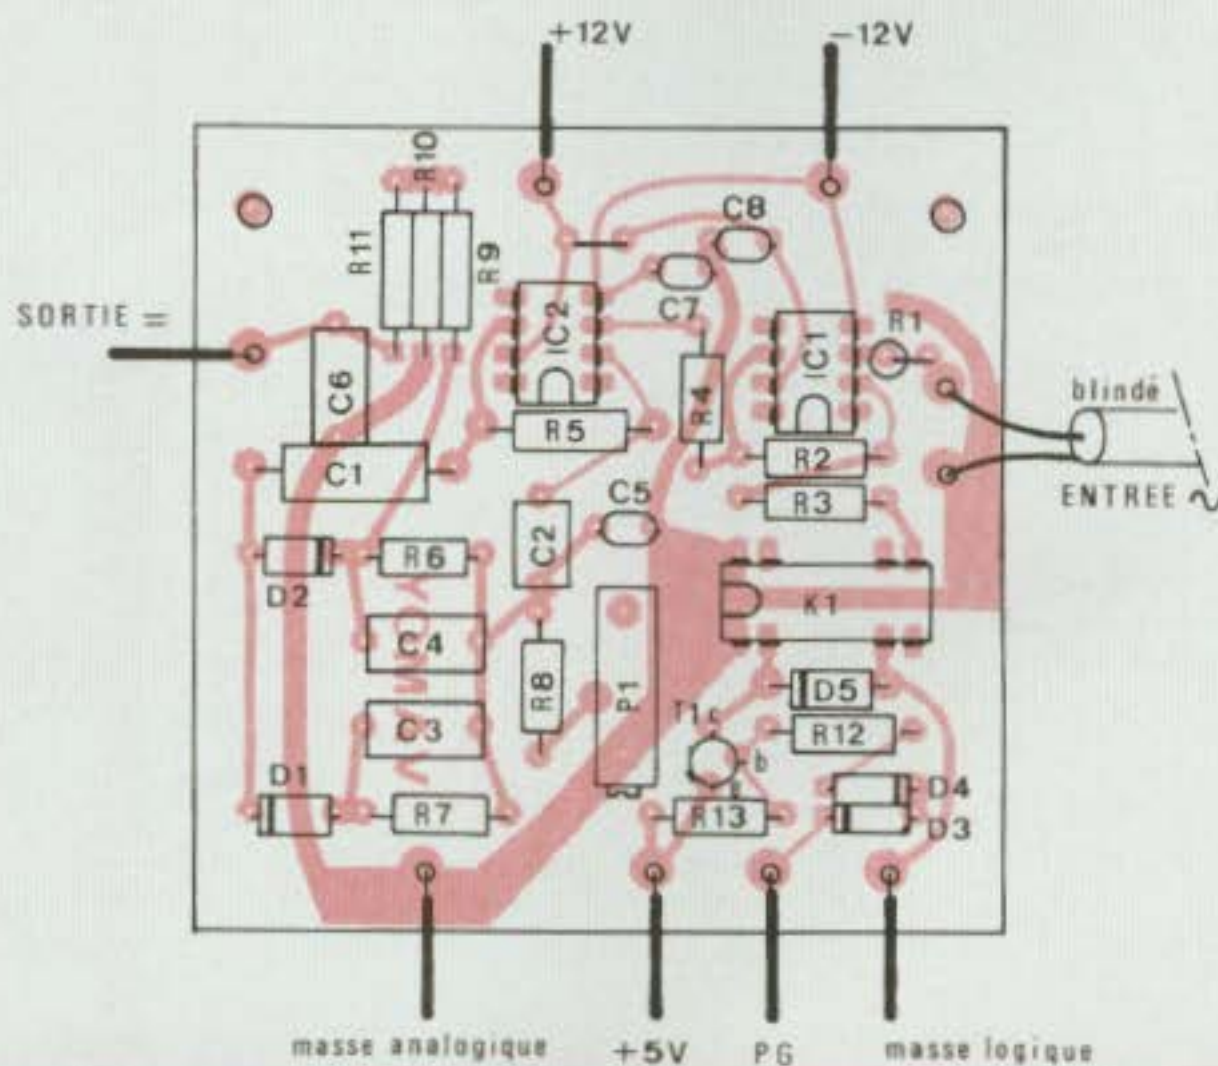 +12V
-12V
R10
C8
R11
R9
IC2
C7
SORTIE =
IC1
R1
C6
R4
blindé
R5
R2
C1
ENTREE ~
C5
R3
C2
R6
D2
K1
C4
R8
P1
D5
T1 c
C3
R12
b
D1
D4
R7
R13
D3
masse analogique
+5V
PG
masse logique